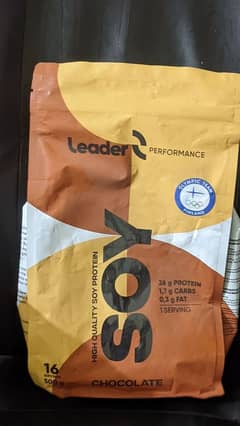 Leader
PERFORMANCE
OLYMPIC TEAM
FINLAND
HIGH QUALITY SOY PROTEIN
SOY
26 g PROTEIN
1,7 g CARBS
0,3 g FAT
1 SERVING
16
500 g
CHOCOLATE